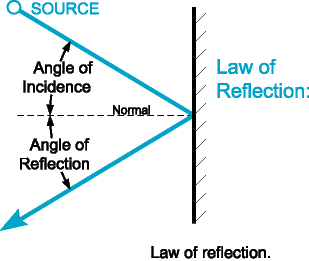 SOURCE
Angle of
Incidence
Law of
Reflection:
Normal
Angle of
Reflection
Law of reflection.